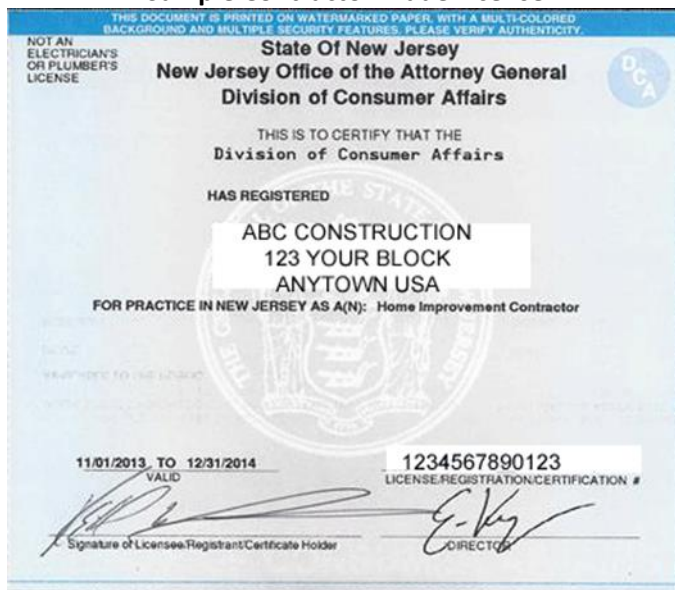 THIS DOCUMENT IS PRINTED ON WATERMARKED PAPER, WITH A MULTI-COLORED
BACKGROUND AND MULTIPLE SECURITY FEATURES. PLEASE VERIFY AUTHENTICITY.
NOT AN
ELECTRICIAN'S
OR PLUMBER'S
LICENSE
State Of New Jersey
New Jersey Office of the Attorney General
Division of Consumer Affairs
DCA
THIS IS TO CERTIFY THAT THE
Division of Consumer Affairs
HAS REGISTERED
ABC CONSTRUCTION
123 YOUR BLOCK
ANYTOWN USA
FOR PRACTICE IN NEW JERSEY AS A(N): Home Improvement Contractor
11/01/2013 TO 12/31/2014
VALID
1234567890123
LICENSE/REGISTRATION/CERTIFICATION #
Signature of Licensee/Registrant/Certificate Holder
DIRECTOR